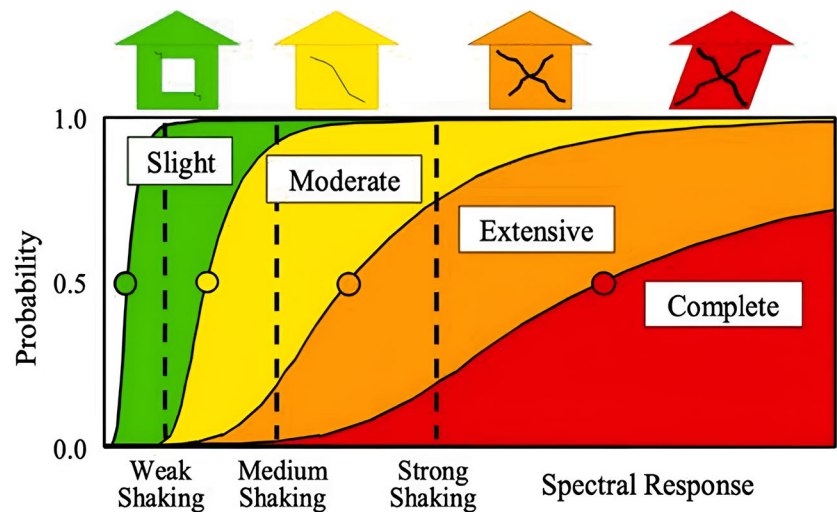 1.0
Slight
Moderate
Extensive
0.5
Complete
Probability
0.0
Weak
Shaking
Medium
Shaking
Strong
Shaking
Spectral Response